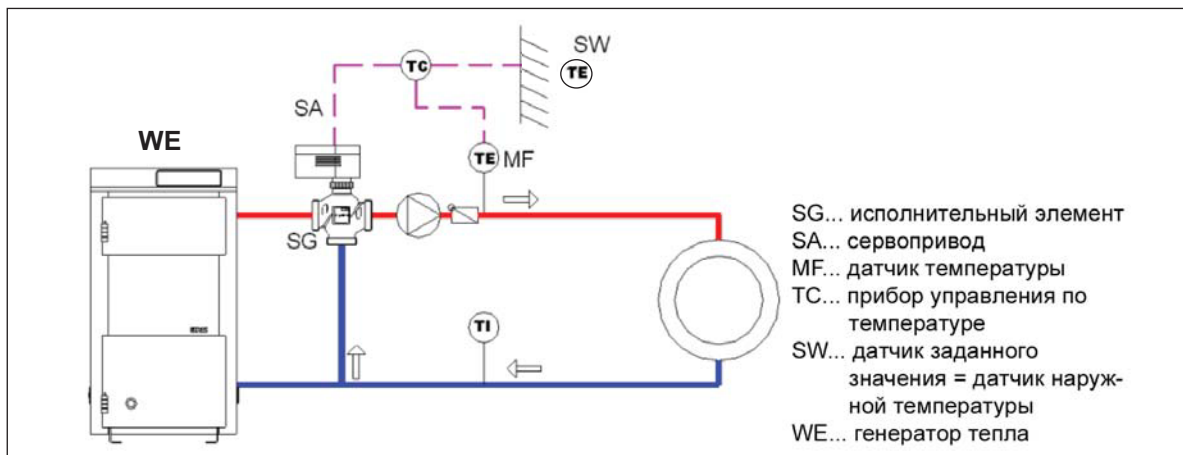 SW
TC
TE
SA
WE
TE MF
SG
TI
SG... исполнительный элемент
SA... сервопривод
MF... датчик температуры
TC... прибор управления по
температуре
SW... датчик заданного
значения = датчик наруж-
ной температуры
WE... генератор тепла